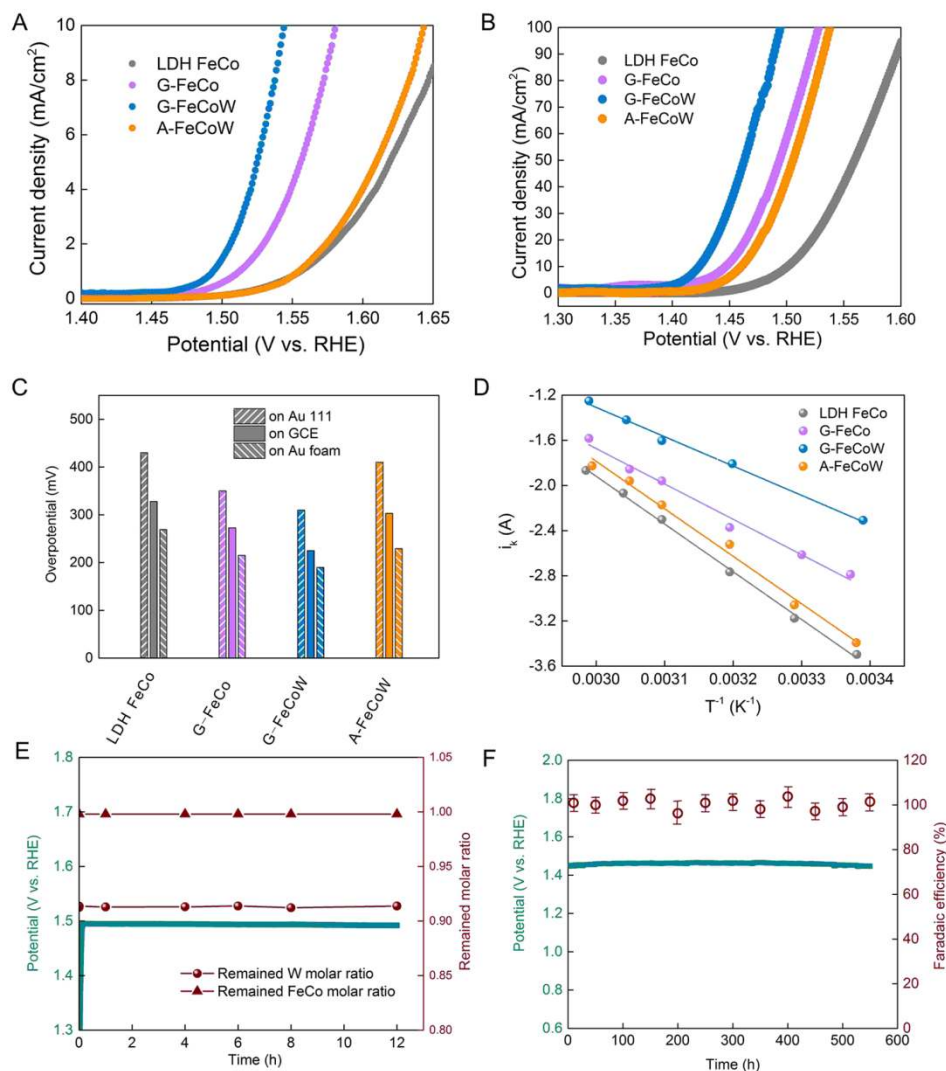 A
10
8
6
4
2
0
Current density (mA/cm²)
LDH FeCo
G-FeCo
G-FeCoW
A-FeCoW
1.40 1.45 1.50 1.55 1.60 1.65
Potential (V vs. RHE)
B
100
90
80
70
60
50
40
30
20
10
0
Current density (mA/cm²)
LDH FeCo
G-FeCo
G-FeCoW
A-FeCoW
1.30 1.35 1.40 1.45 1.50 1.55 1.60
Potential (V vs. RHE)
C
500
400
300
200
100
0
Overpotential (mV)
on Au 111
on GCE
on Au foam
LDH FeCo
G-FeCo
G-FeCoW
A-FeCoW
D
-1.2
-1.6
-2.0
-2.4
-2.8
-3.2
-3.6
iₖ (A)
LDH FeCo
G-FeCo
G-FeCoW
A-FeCoW
0.0030 0.0031 0.0032 0.0033 0.0034
T⁻¹ (K⁻¹)
E
1.8
1.7
1.6
1.5
1.4
1.3
Potential (V vs. RHE)
1.05
1.00
0.95
0.90
0.85
0.80
Remained molar ratio
Remained W molar ratio
Remained FeCo molar ratio
0 2 4 6 8 10 12
Time (h)
F
2.0
1.8
1.6
1.4
1.2
1.0
0.8
0.6
Potential (V vs. RHE)
120
100
80
60
40
20
0
Faradaic efficiency (%)
0 100 200 300 400 500 600
Time (h)